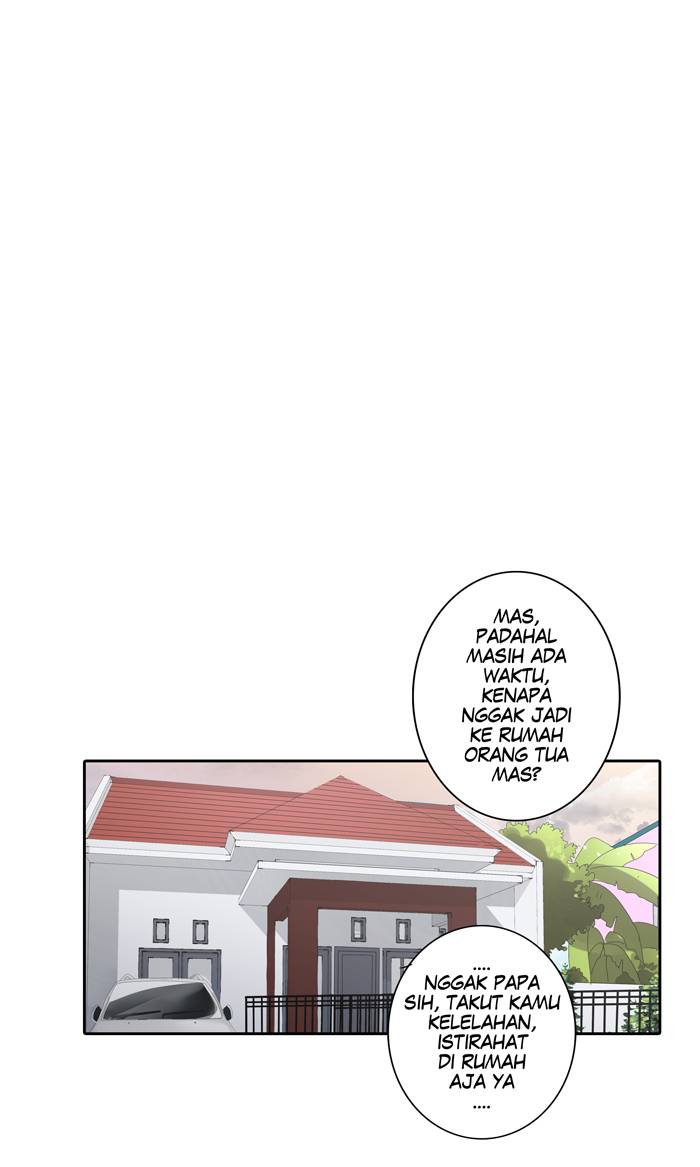 MAS,
PADAHAL
MASIH ADA
WAKTU,
KENAPA
NGGAK JADI
KE RUMAH
ORANG TUA
MAS?
....
NGGAK PAPA
SIH, TAKUT KAMU
KELELAHAN,
ISTIRAHAT
DI RUMAH
AJA YA
....